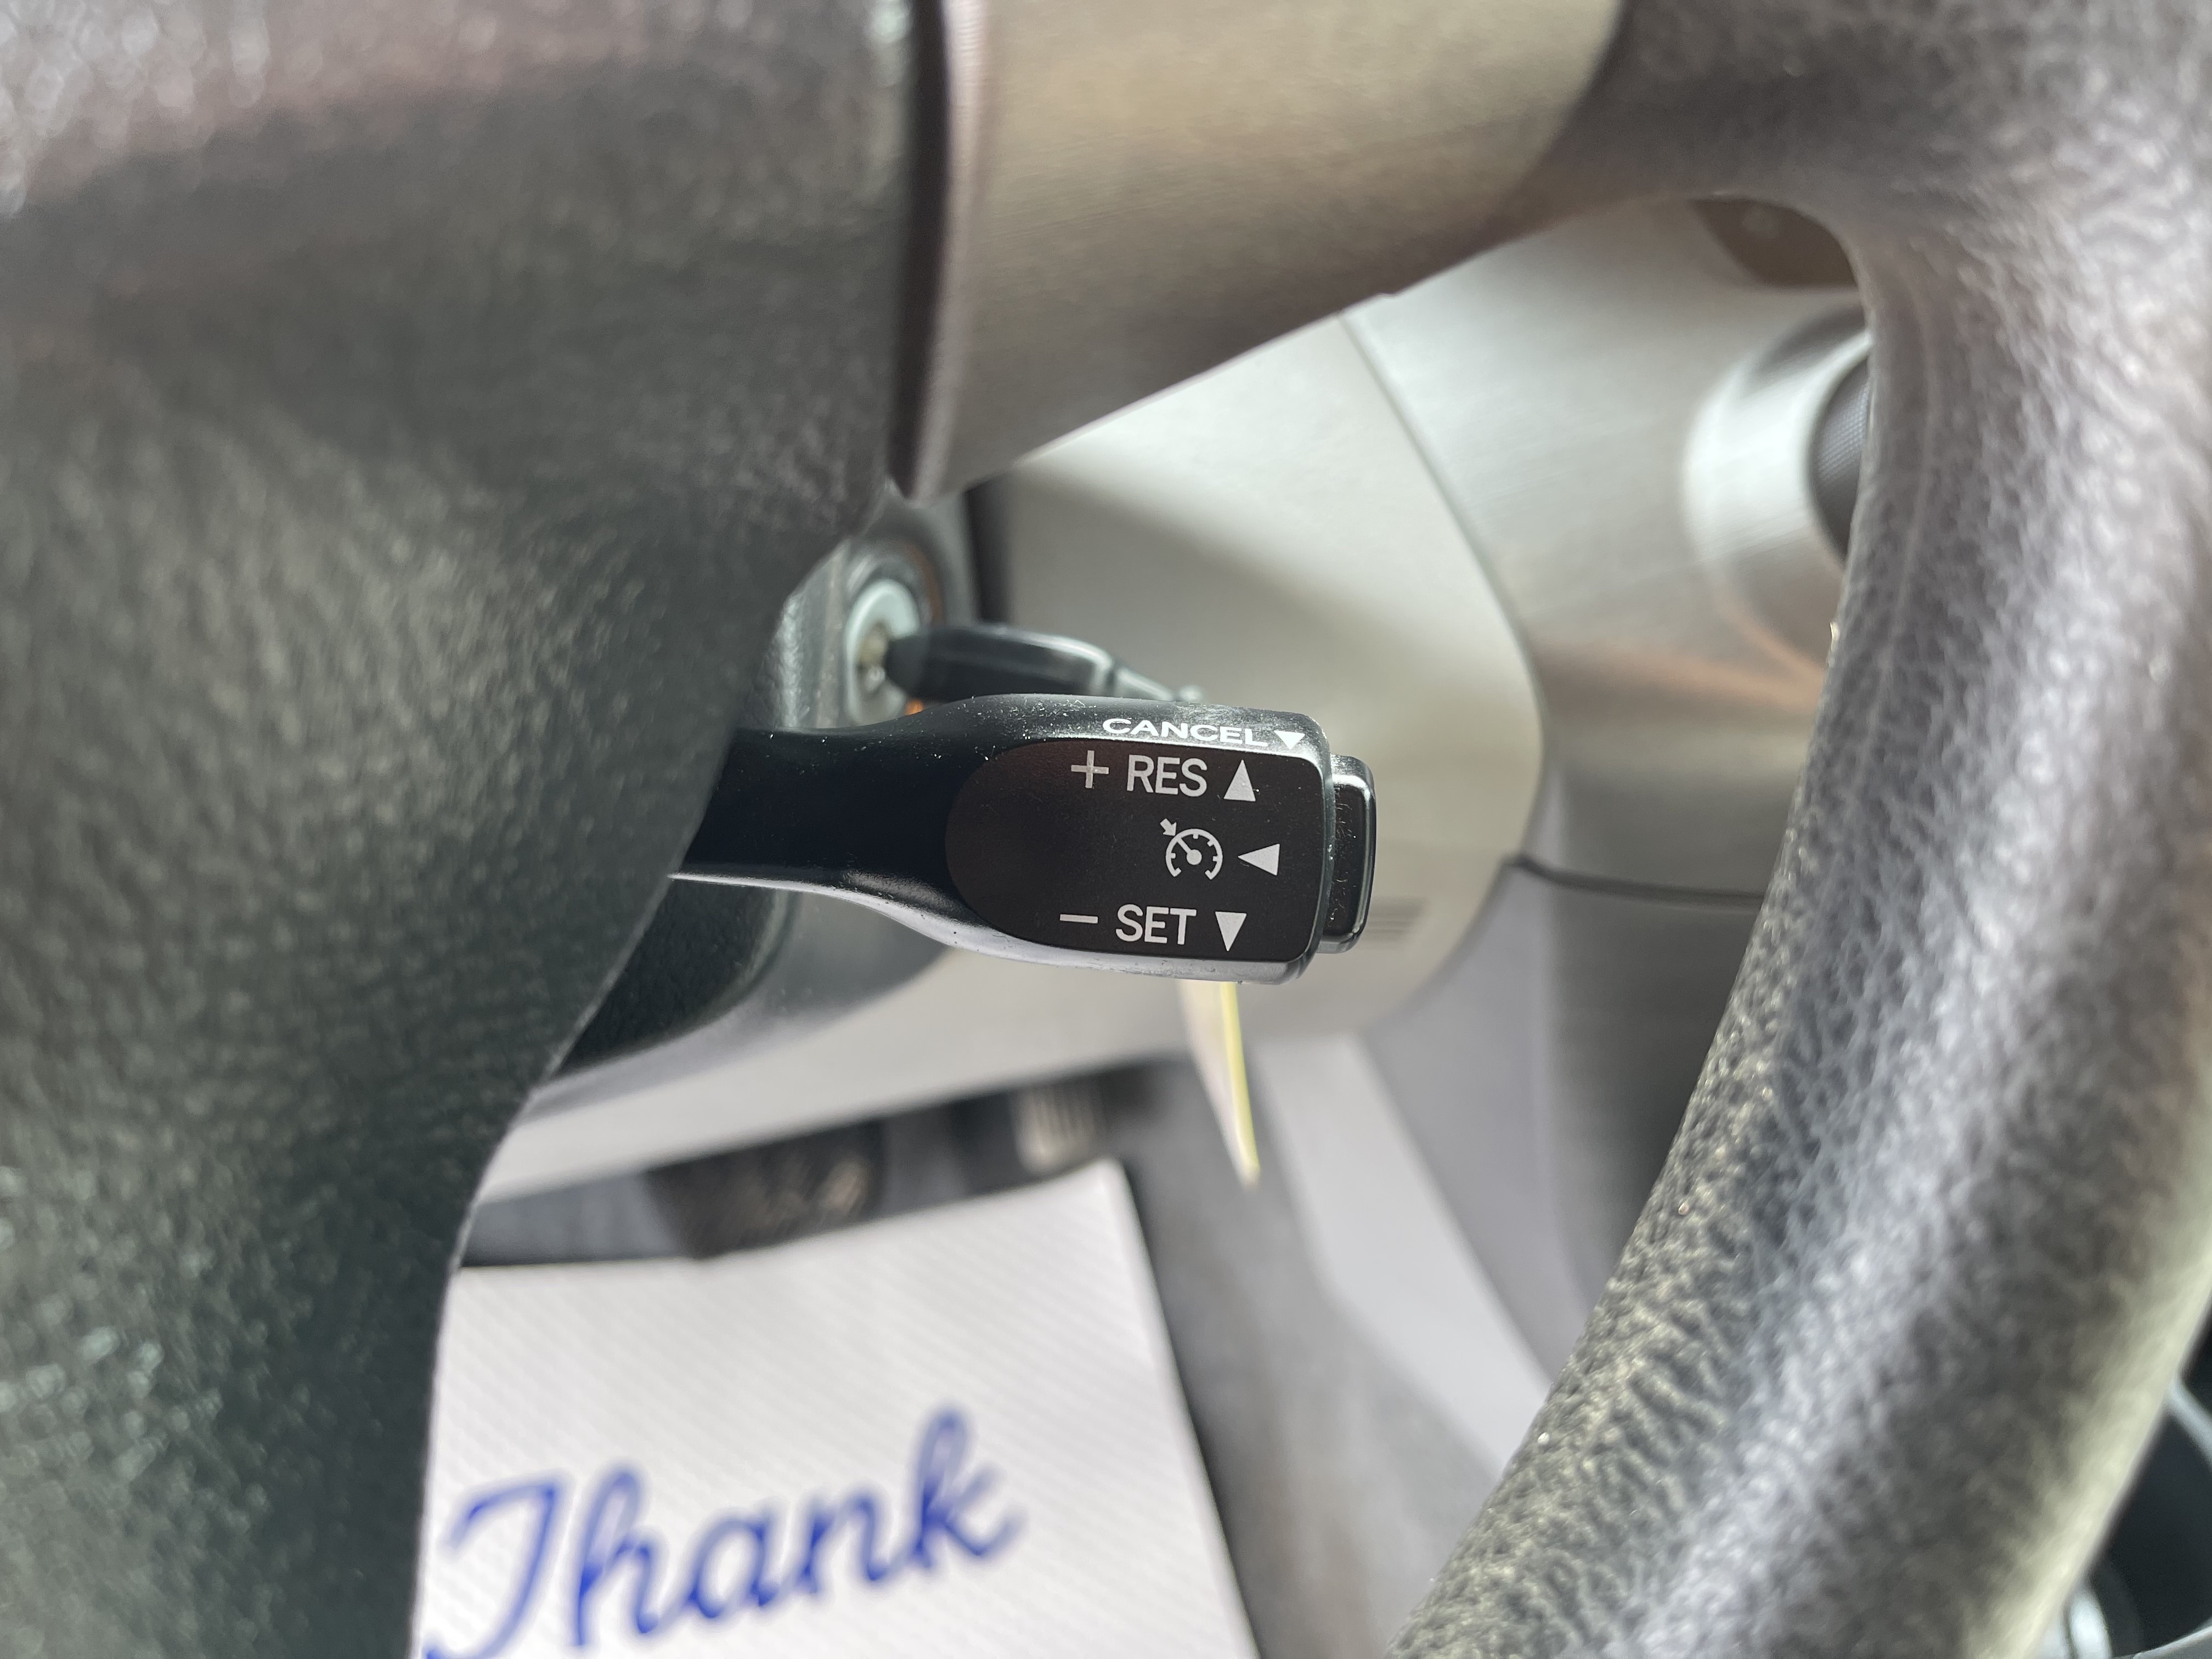 CANCEL▼
+ RES ▲
◀
− SET ▼
Thank